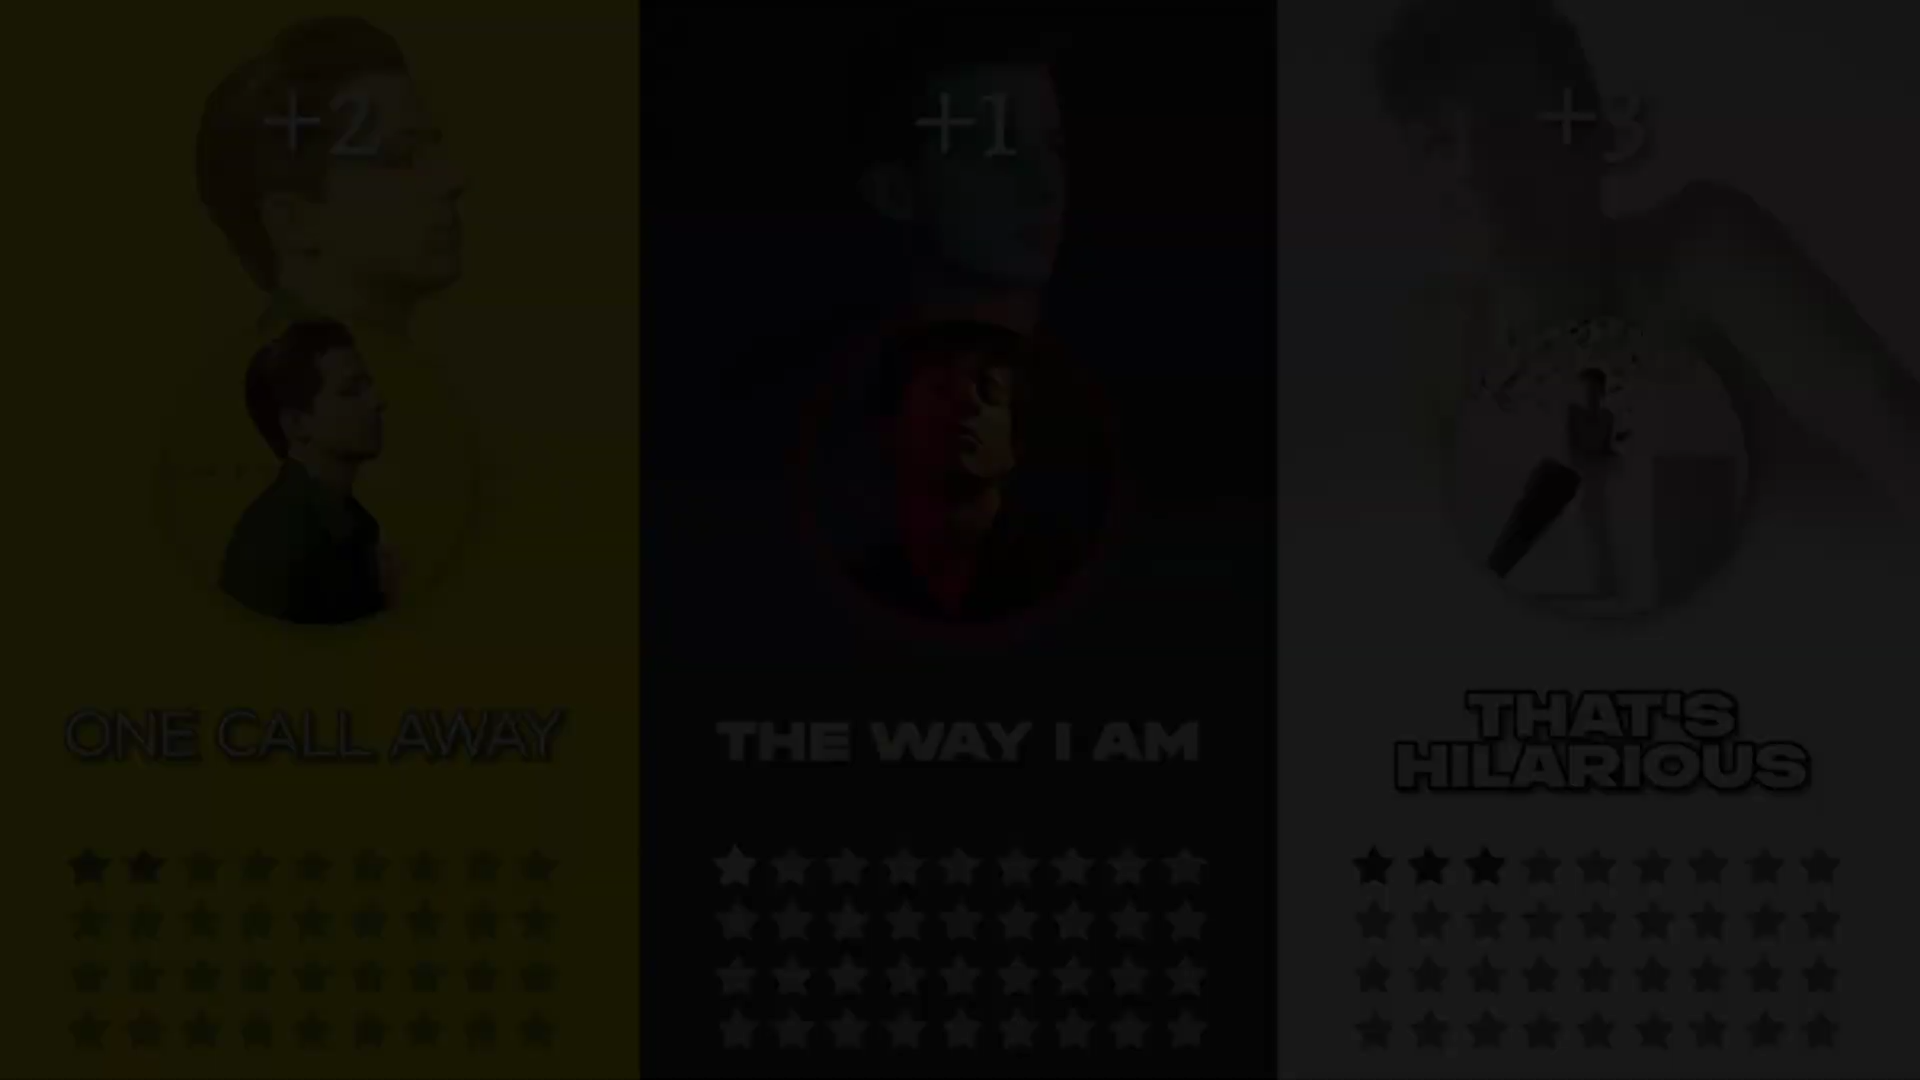 +2
+1
+3
ONE CALL AWAY
THE WAY I AM
THAT'S
HILARIOUS